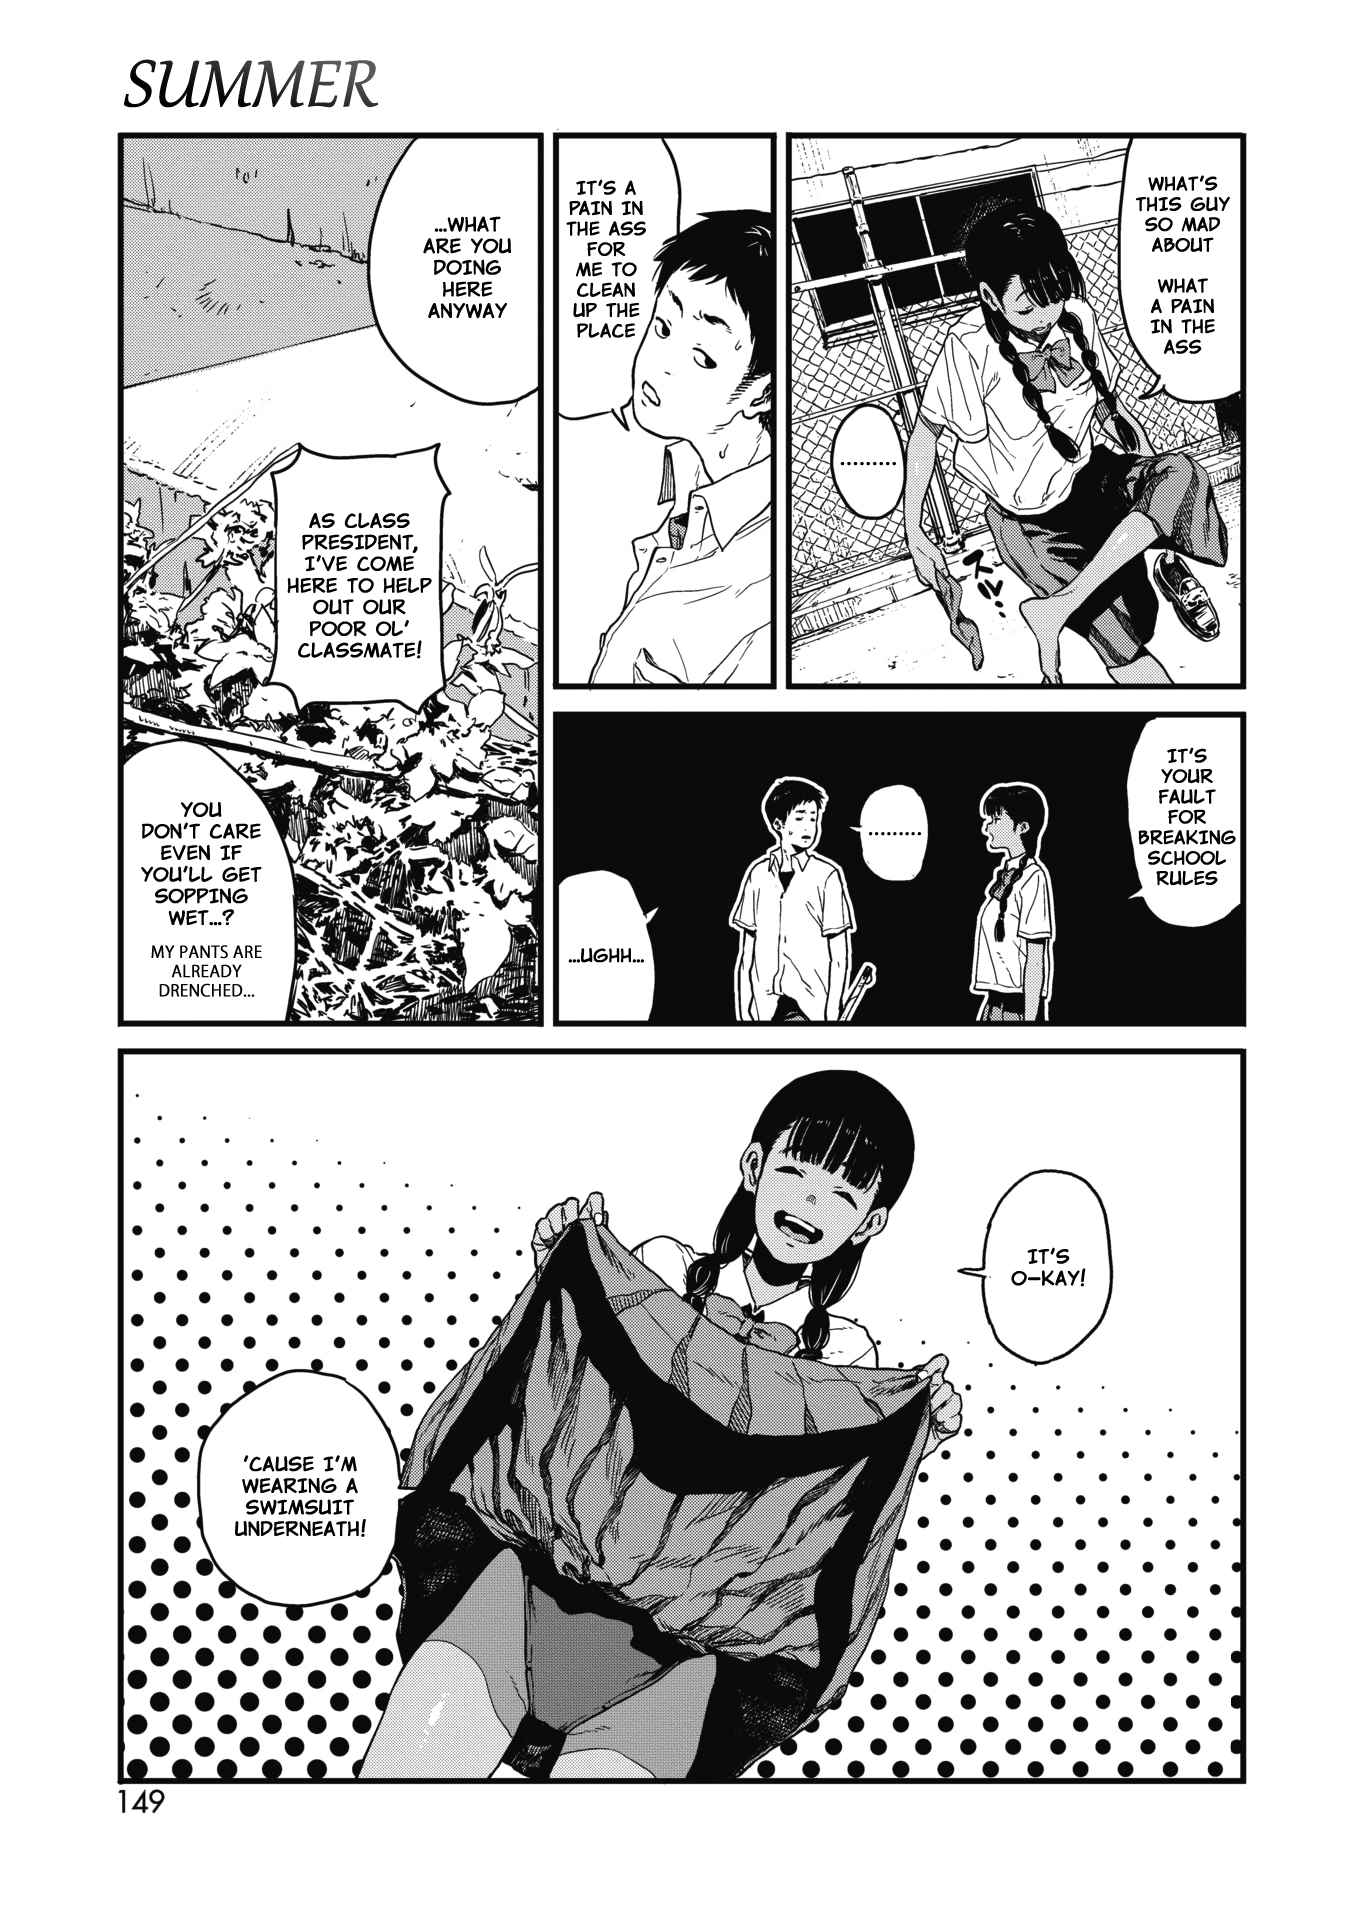 SUMMER
WHAT'S
THIS GUY
SO MAD
ABOUT
WHAT
A PAIN
IN THE
ASS
..........
ズルッ
IT'S A
PAIN IN
THE ASS
FOR
ME TO
CLEAN
UP THE
PLACE
IT'S
YOUR
FAULT
FOR
BREAKING
SCHOOL
RULES
..........
...UGHH...
...WHAT
ARE YOU
DOING
HERE
ANYWAY
AS CLASS
PRESIDENT,
I'VE COME
HERE TO HELP
OUT OUR
POOR OL'
CLASSMATE!
YOU
DON'T CARE
EVEN IF
YOU'LL GET
SOPPING
WET...?
MY PANTS ARE
ALREADY
DRENCHED...
IT'S
O-KAY!
'CAUSE I'M
WEARING A
SWIMSUIT
UNDERNEATH!
149